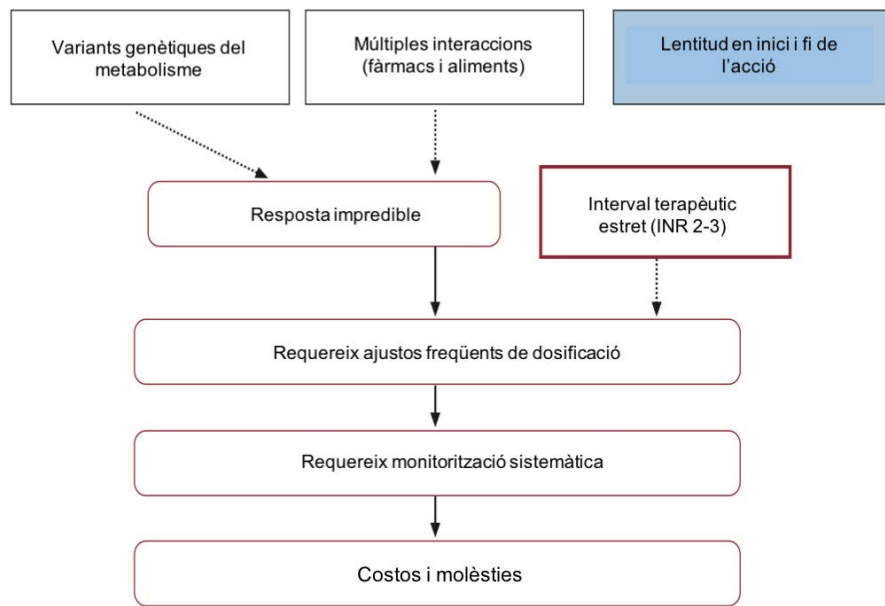 Variants genètiques del
metabolisme
Múltiples interaccions
(fàrmacs i aliments)
Lentitud en inici i fi de
l'acció
Resposta impredible
Interval terapèutic
estret (INR 2-3)
Requereix ajustos freqüents de dosificació
Requereix monitorització sistemàtica
Costos i molèsties